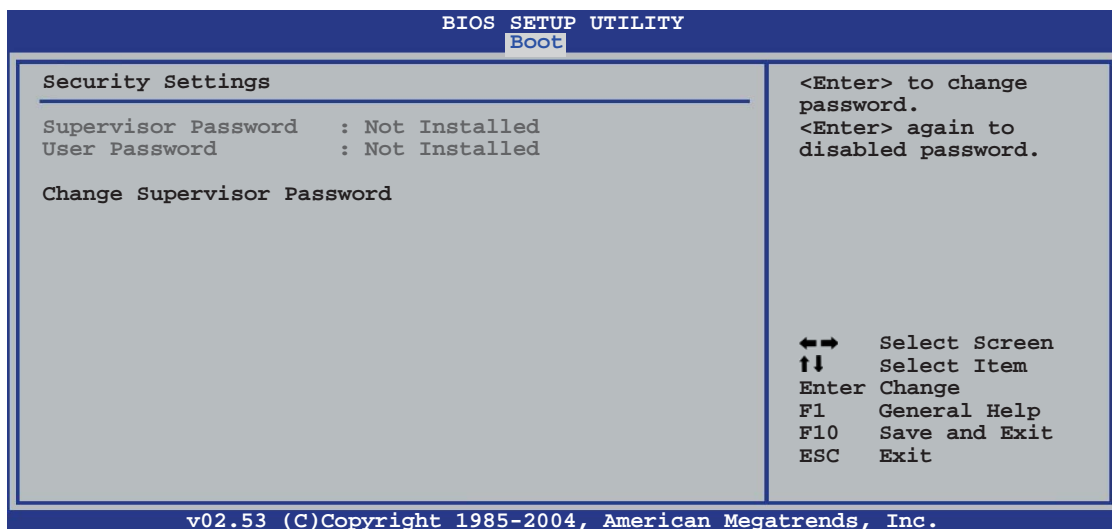 BIOS SETUP UTILITY
Boot
Security Settings
Supervisor Password : Not Installed
User Password : Not Installed
Change Supervisor Password
<Enter> to change
password.
<Enter> again to
disabled password.
←→ Select Screen
↑↓ Select Item
Enter Change
F1 General Help
F10 Save and Exit
ESC Exit
v02.53 (C)Copyright 1985-2004, American Megatrends, Inc.